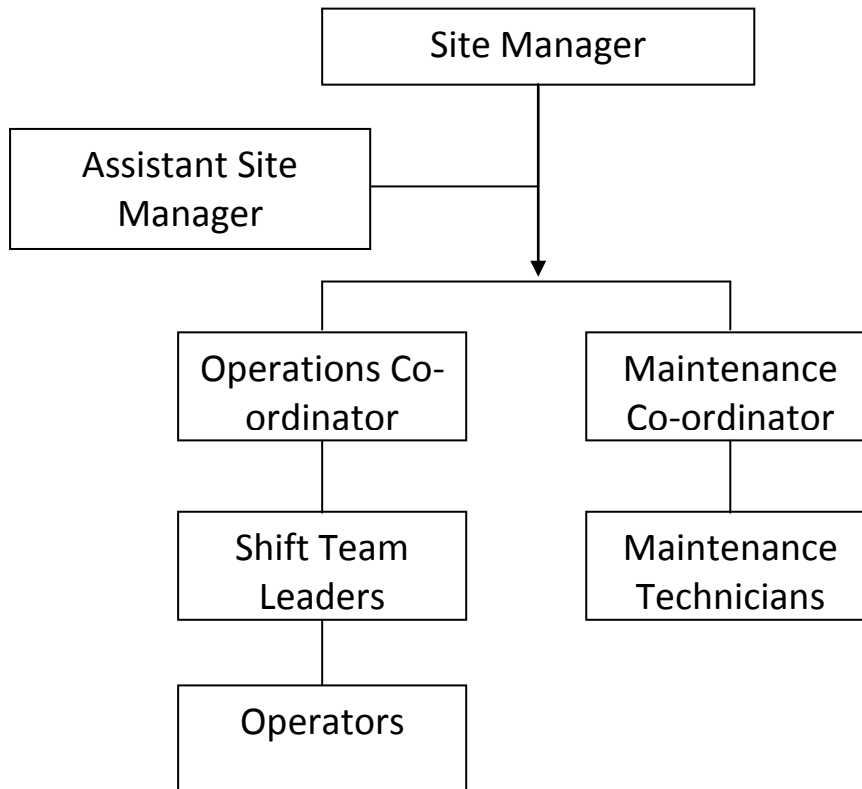 Site Manager
Assistant Site
Manager
Operations Co-
ordinator
Maintenance
Co-ordinator
Shift Team
Leaders
Maintenance
Technicians
Operators